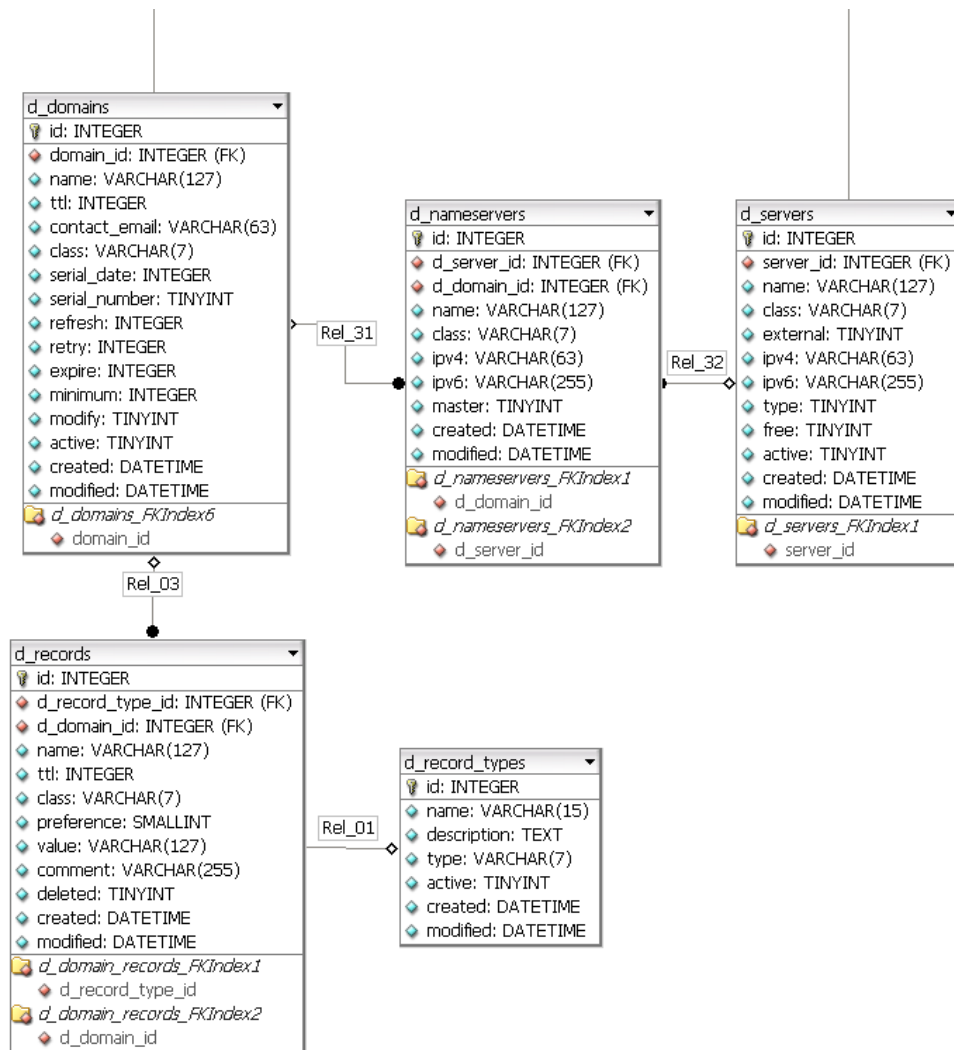 d_domains
id: INTEGER
domain_id: INTEGER (FK)
name: VARCHAR(127)
ttl: INTEGER
contact_email: VARCHAR(63)
class: VARCHAR(7)
serial_date: INTEGER
serial_number: TINYINT
refresh: INTEGER
retry: INTEGER
expire: INTEGER
minimum: INTEGER
modify: TINYINT
active: TINYINT
created: DATETIME
modified: DATETIME
d_domains_FKIndex6
domain_id
Rel_31
d_nameservers
id: INTEGER
d_server_id: INTEGER (FK)
d_domain_id: INTEGER (FK)
name: VARCHAR(127)
class: VARCHAR(7)
ipv4: VARCHAR(63)
ipv6: VARCHAR(255)
master: TINYINT
created: DATETIME
modified: DATETIME
d_nameservers_FKIndex1
d_domain_id
d_nameservers_FKIndex2
d_server_id
Rel_32
d_servers
id: INTEGER
server_id: INTEGER (FK)
name: VARCHAR(127)
class: VARCHAR(7)
external: TINYINT
ipv4: VARCHAR(63)
ipv6: VARCHAR(255)
type: TINYINT
free: TINYINT
active: TINYINT
created: DATETIME
modified: DATETIME
d_servers_FKIndex1
server_id
Rel_03
d_records
id: INTEGER
d_record_type_id: INTEGER (FK)
d_domain_id: INTEGER (FK)
name: VARCHAR(127)
ttl: INTEGER
class: VARCHAR(7)
preference: SMALLINT
value: VARCHAR(127)
comment: VARCHAR(255)
deleted: TINYINT
created: DATETIME
modified: DATETIME
d_domain_records_FKIndex1
d_record_type_id
d_domain_records_FKIndex2
d_domain_id
Rel_01
d_record_types
id: INTEGER
name: VARCHAR(15)
description: TEXT
type: VARCHAR(7)
active: TINYINT
created: DATETIME
modified: DATETIME